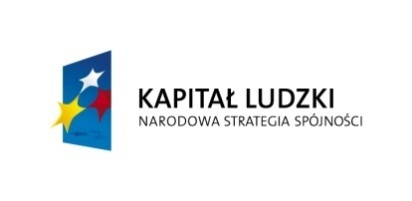 KAPITAŁ LUDZKI
NARODOWA STRATEGIA SPÓJNOŚCI